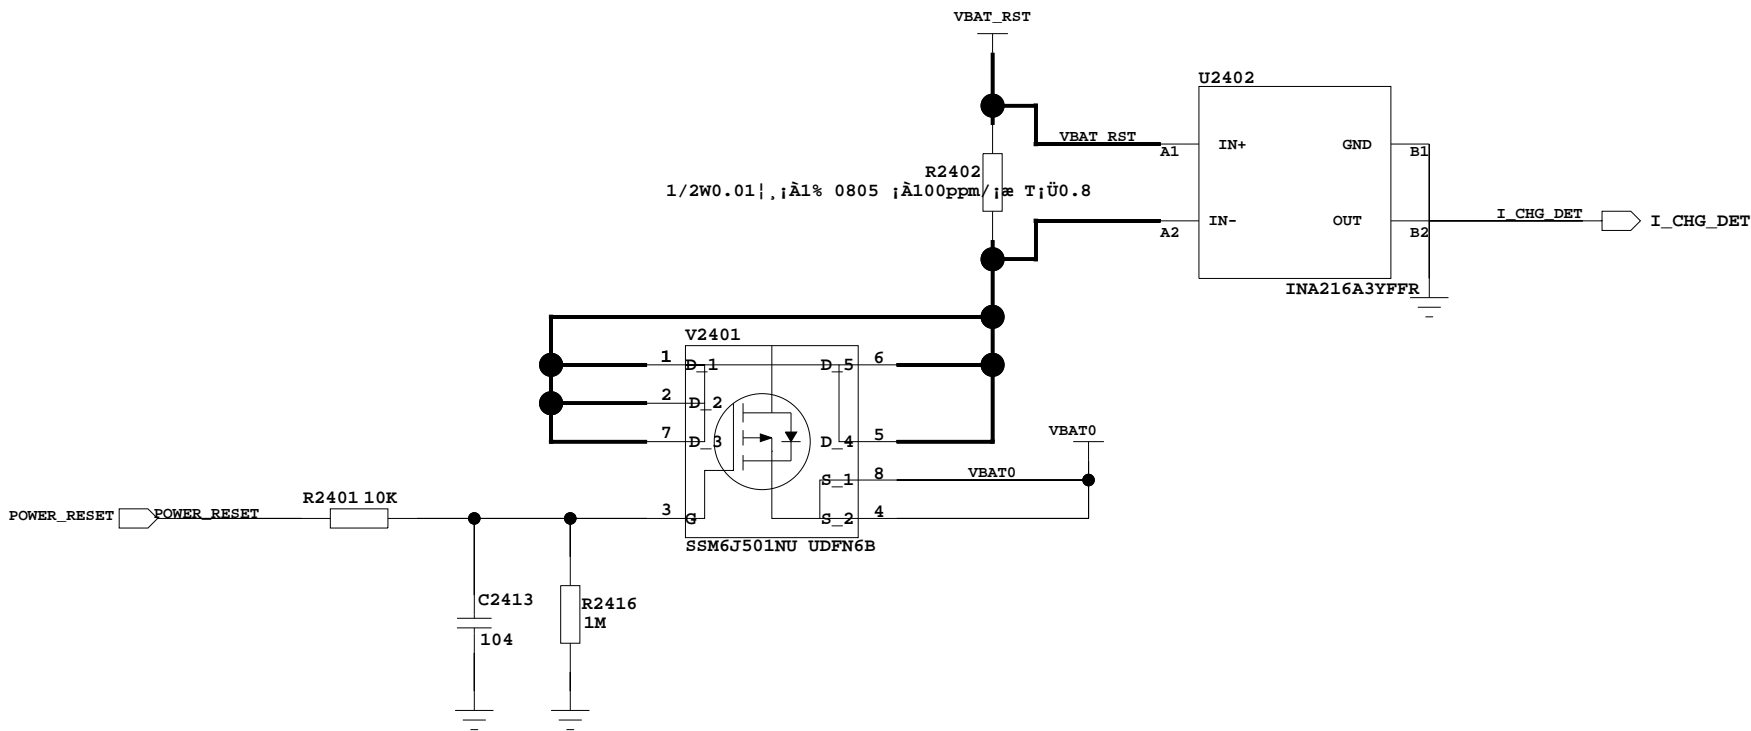 VBAT_RST
U2402
VBAT_RST
A1
IN+
GND
B1
R2402
1/2W0.01¦¸¡À1% 0805 ¡À100ppm/¡æ T¡Ü0.8
IN-
A2
OUT
B2
I_CHG_DET
I_CHG_DET
INA216A3YFFR
V2401
1
D_1
D_5
6
2
D_2
7
D_3
D_4
5
VBAT0
S_1
8
VBAT0
POWER_RESET
POWER_RESET
R2401 10K
3
G
S_2
4
SSM6J501NU UDFN6B
C2413
104
R2416
1M